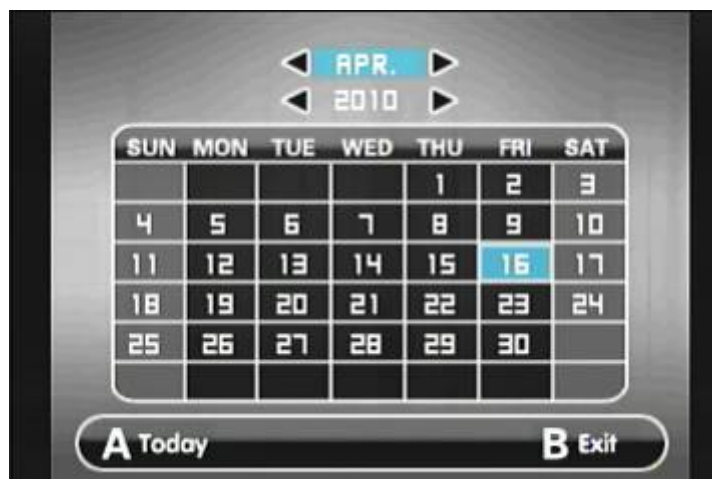 APR.
2010
SUN MON TUE WED THU FRI SAT
1 2 3
4 5 6 7 8 9 10
11 12 13 14 15 16 17
18 19 20 21 22 23 24
25 26 27 28 29 30
A Today B Exit